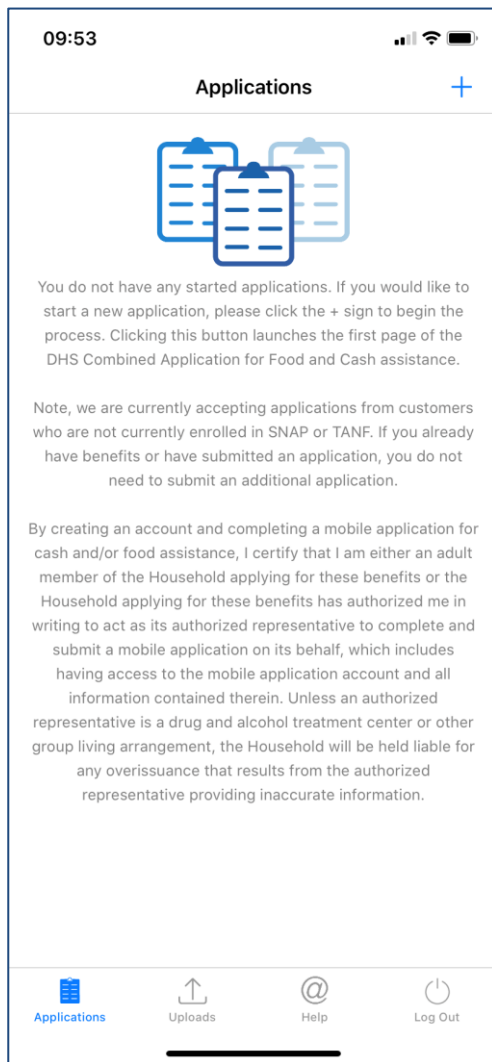 09:53
Applications
+
You do not have any started applications. If you would like to
start a new application, please click the + sign to begin the
process. Clicking this button launches the first page of the
DHS Combined Application for Food and Cash assistance.
Note, we are currently accepting applications from customers
who are not currently enrolled in SNAP or TANF. If you already
have benefits or have submitted an application, you do not
need to submit an additional application.
By creating an account and completing a mobile application for
cash and/or food assistance, I certify that I am either an adult
member of the Household applying for these benefits or the
Household applying for these benefits has authorized me in
writing to act as its authorized representative to complete and
submit a mobile application on its behalf, which includes
having access to the mobile application account and all
information contained therein. Unless an authorized
representative is a drug and alcohol treatment center or other
group living arrangement, the Household will be held liable for
any overissuance that results from the authorized
representative providing inaccurate information.
@
Applications Uploads Help Log Out